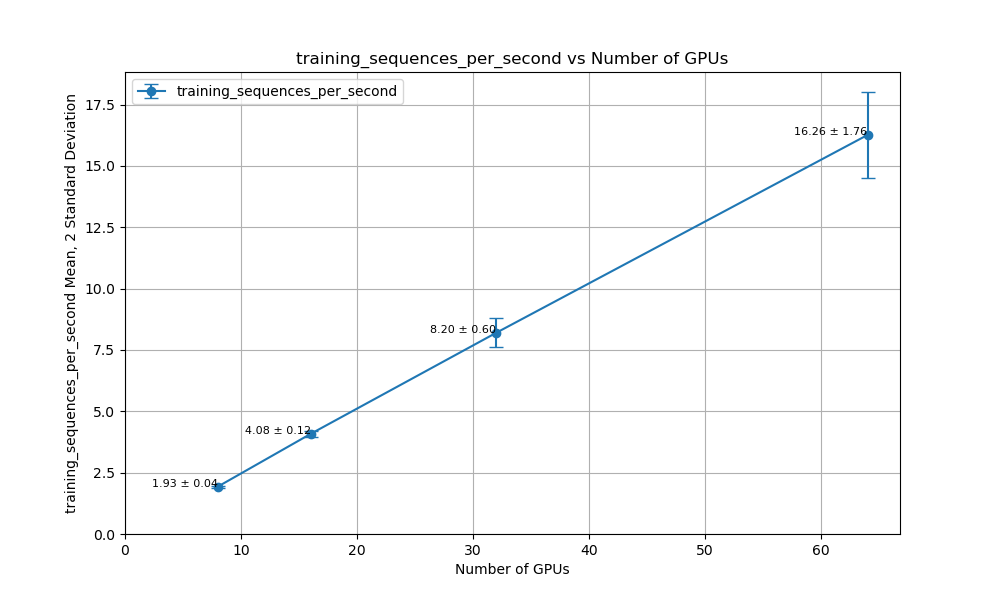 training_sequences_per_second vs Number of GPUs
training_sequences_per_second
training_sequences_per_second Mean, 2 Standard Deviation
17.5
15.0
12.5
10.0
7.5
5.0
2.5
0.0
16.26 ± 1.76
8.20 ± 0.60
4.08 ± 0.12
1.93 ± 0.04
0 10 20 30 40 50 60
Number of GPUs